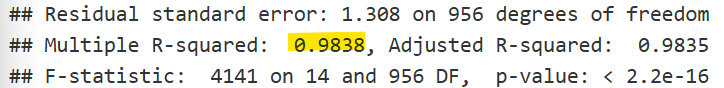 ## Residual standard error: 1.308 on 956 degrees of freedom
## Multiple R-squared:  0.9838, Adjusted R-squared:  0.9835
## F-statistic:  4141 on 14 and 956 DF,  p-value: < 2.2e-16